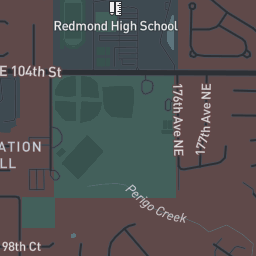 Redmond High School
E 104th St
176th Ave NE
177th Ave NE
ATION
LL
Perigo Creek
98th Ct